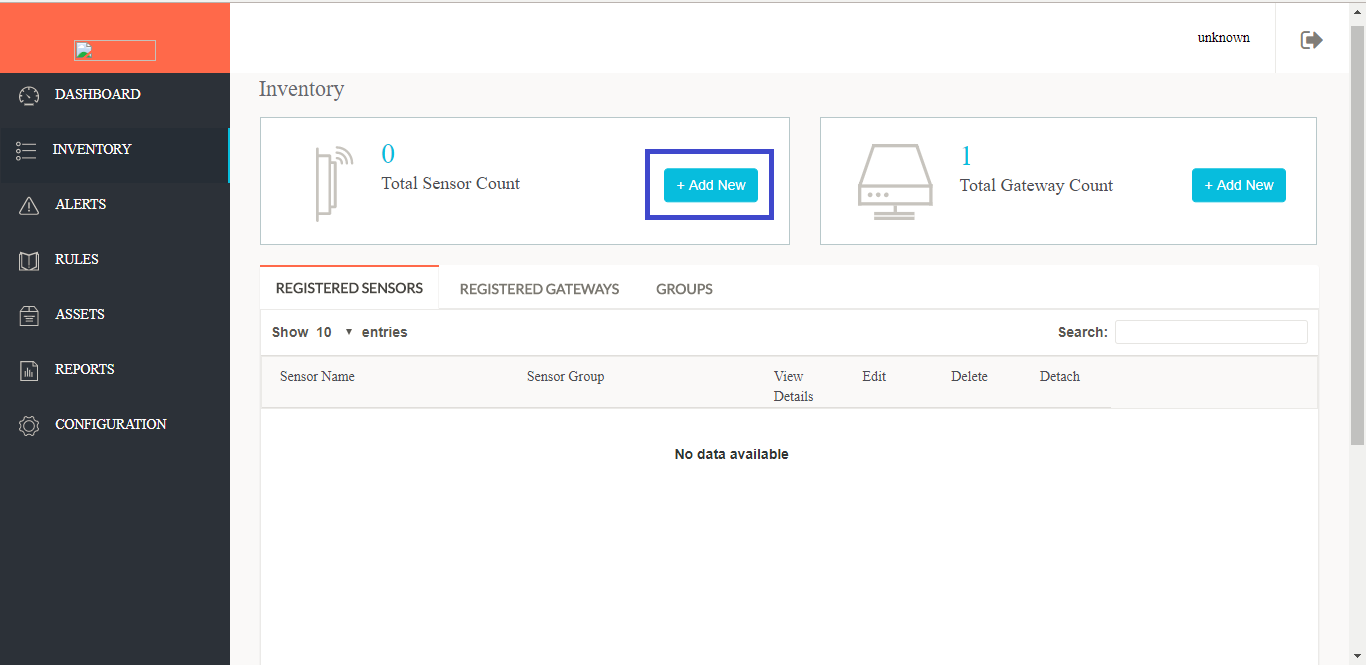 unknown
DASHBOARD
INVENTORY
ALERTS
RULES
ASSETS
REPORTS
CONFIGURATION
Inventory
0
Total Sensor Count
+ Add New
1
Total Gateway Count
+ Add New
REGISTERED SENSORS REGISTERED GATEWAYS GROUPS
Show 10 ▼ entries Search:
Sensor Name Sensor Group View Details Edit Delete Detach
No data available